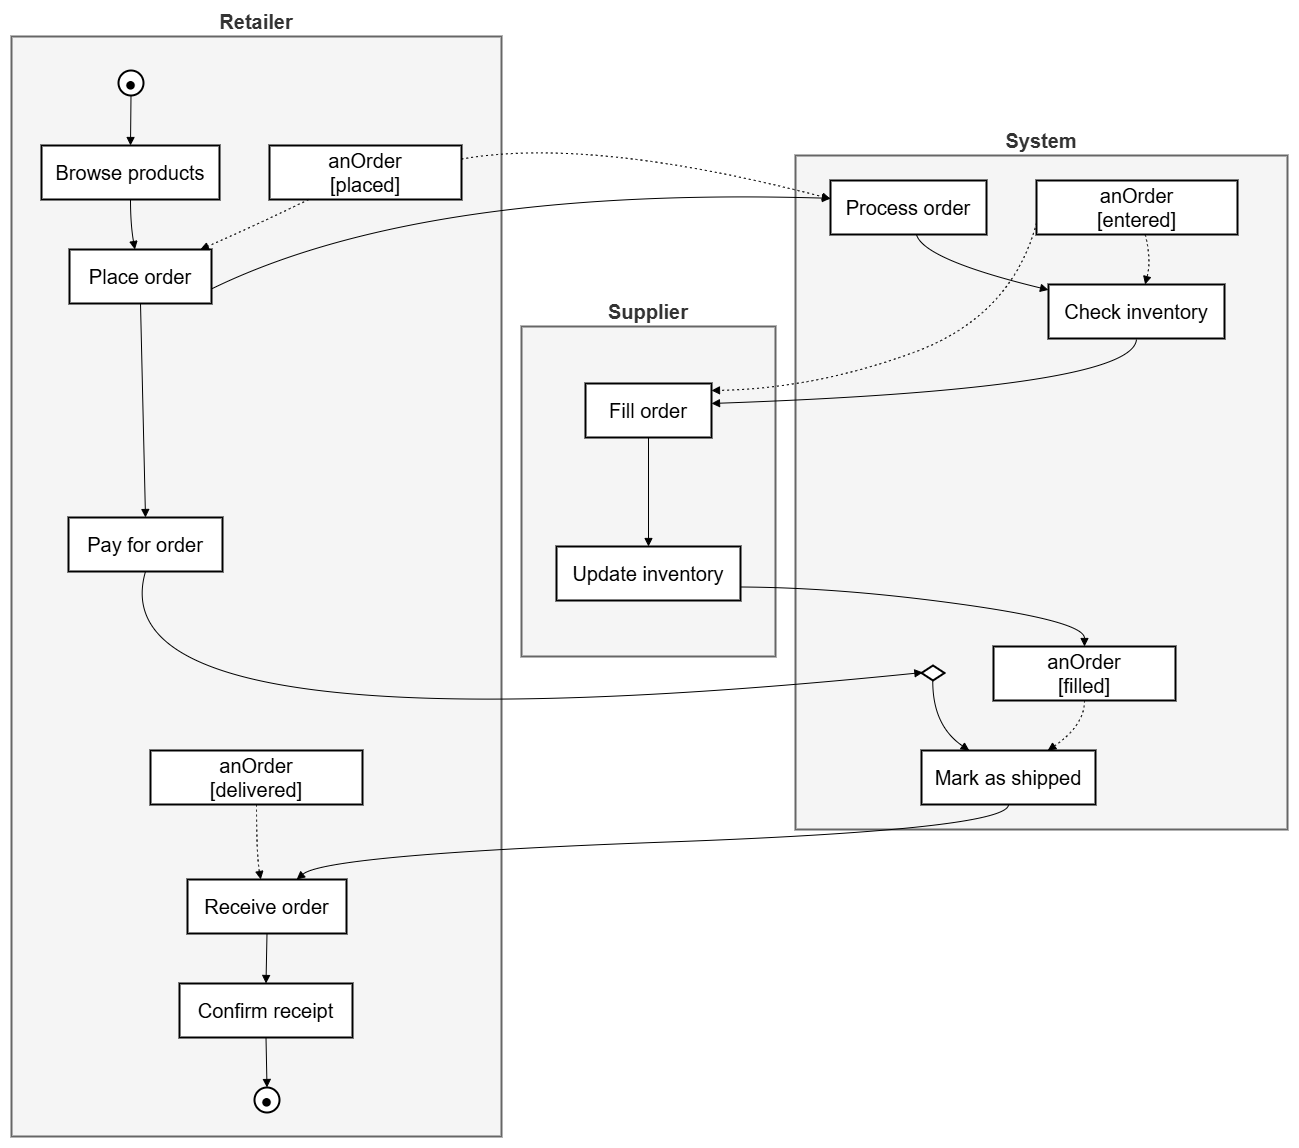 Retailer
Browse products
anOrder
[placed]
Place order
Pay for order
anOrder
[delivered]
Receive order
Confirm receipt
Supplier
Fill order
Update inventory
System
Process order
anOrder
[entered]
Check inventory
anOrder
[filled]
Mark as shipped